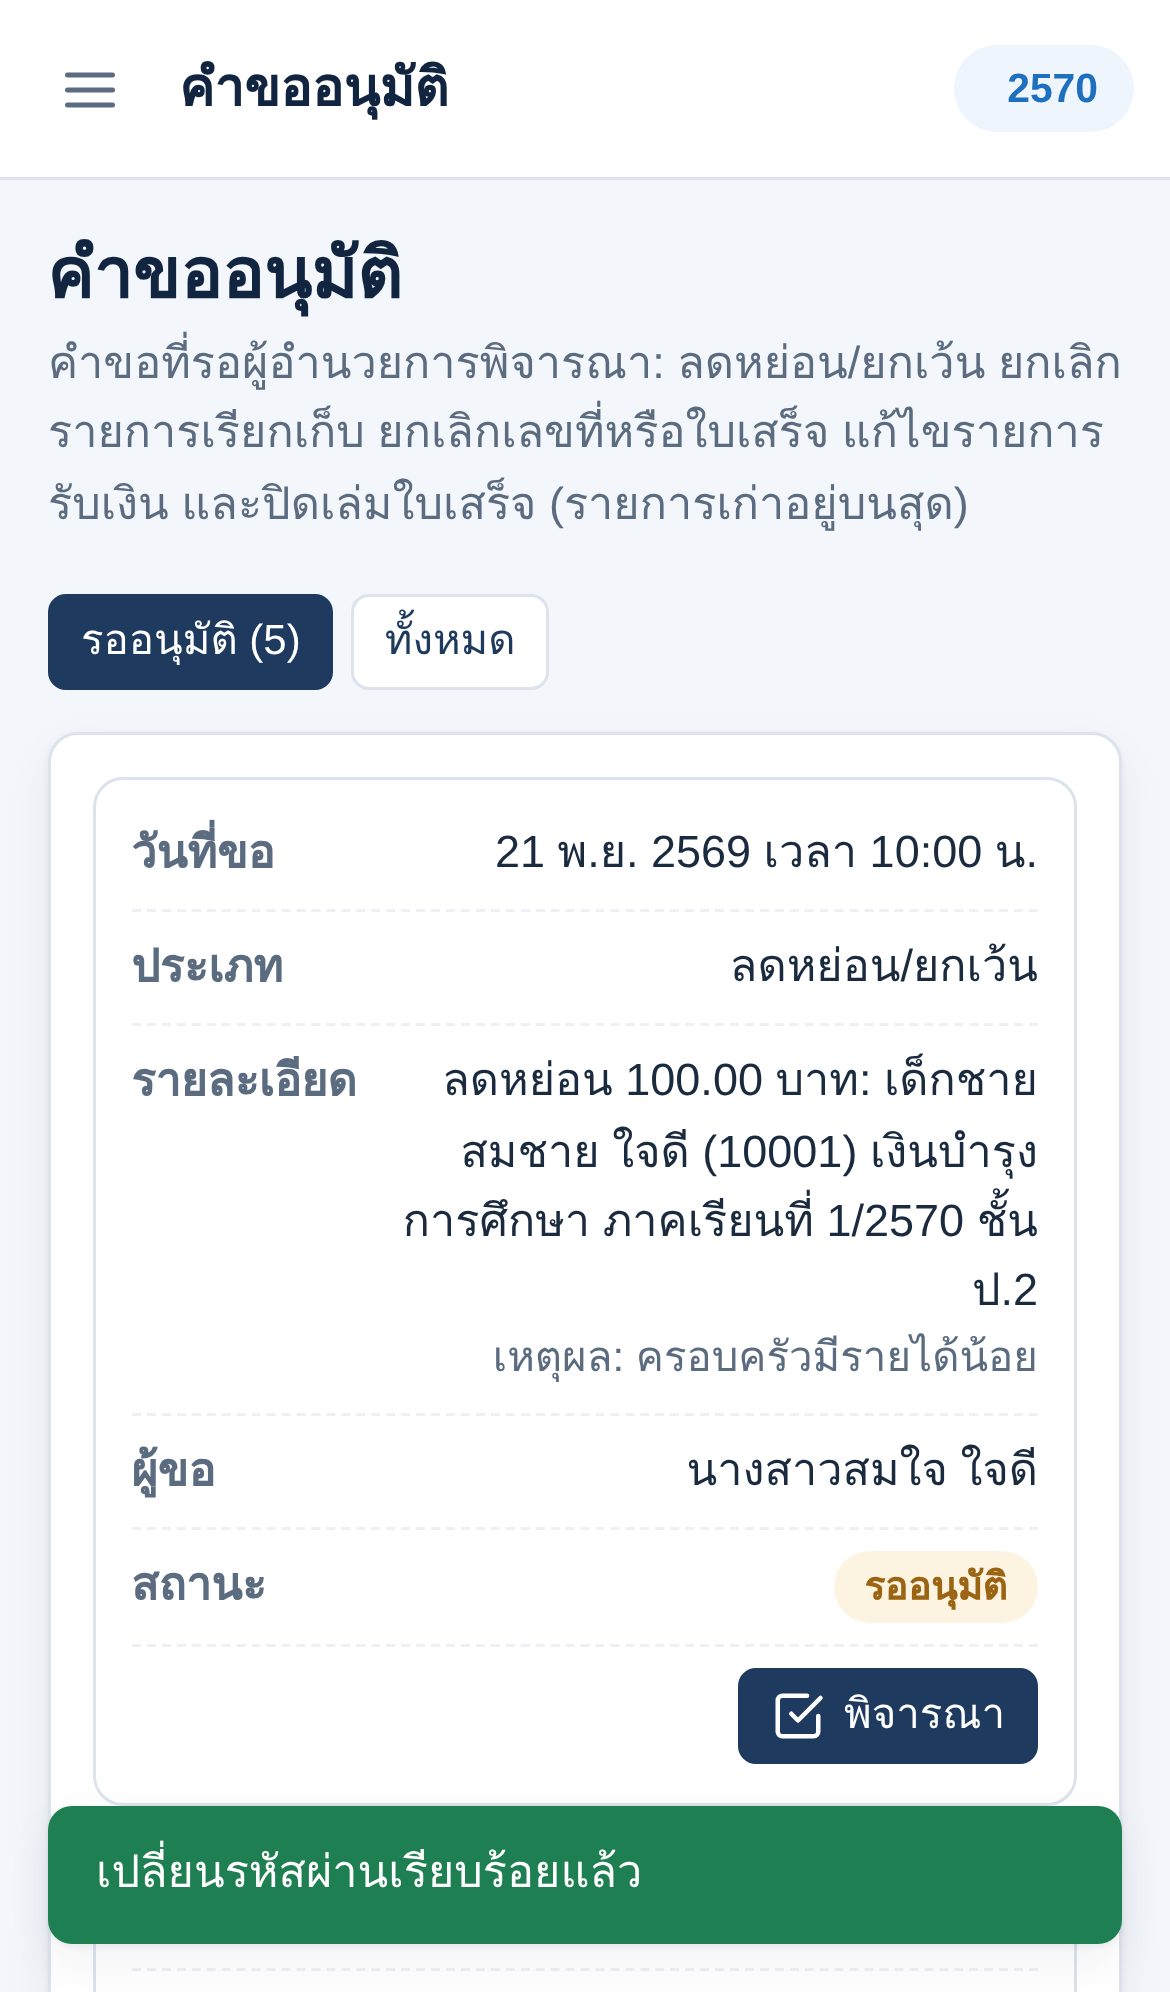 คำขออนุมัติ
2570
คำขออนุมัติ
คำขอที่รอผู้อำนวยการพิจารณา: ลดหย่อน/ยกเว้น ยกเลิก
รายการเรียกเก็บ ยกเลิกเลขที่หรือใบเสร็จ แก้ไขรายการ
รับเงิน และปิดเล่มใบเสร็จ (รายการเก่าอยู่บนสุด)
รออนุมัติ (5)
ทั้งหมด
วันที่ขอ
21 พ.ย. 2569 เวลา 10:00 น.
ประเภท
ลดหย่อน/ยกเว้น
รายละเอียด
ลดหย่อน 100.00 บาท: เด็กชาย
สมชาย ใจดี (10001) เงินบำรุง
การศึกษา ภาคเรียนที่ 1/2570 ชั้น
ป.2
เหตุผล: ครอบครัวมีรายได้น้อย
ผู้ขอ
นางสาวสมใจ ใจดี
สถานะ
รออนุมัติ
พิจารณา
เปลี่ยนรหัสผ่านเรียบร้อยแล้ว